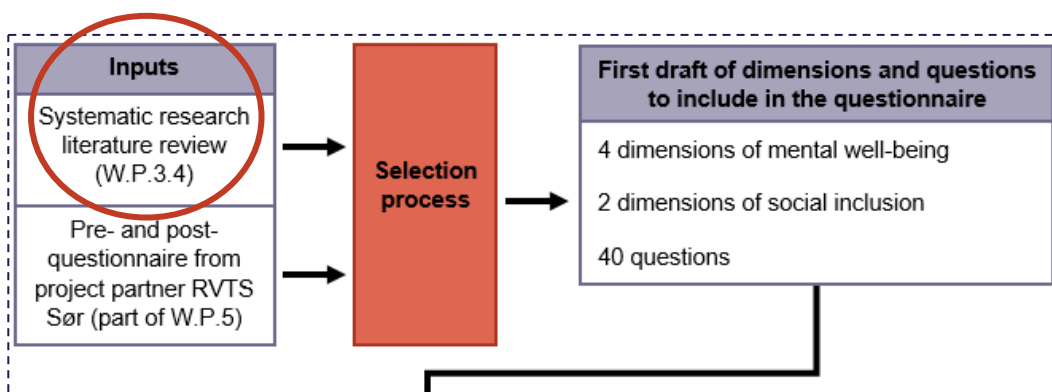 Inputs
Systematic research
literature review
(W.P.3.4)
Pre- and post-
questionnaire from
project partner RVTS
Sør (part of W.P.5)
Selection
process
First draft of dimensions and questions
to include in the questionnaire
4 dimensions of mental well-being
2 dimensions of social inclusion
40 questions